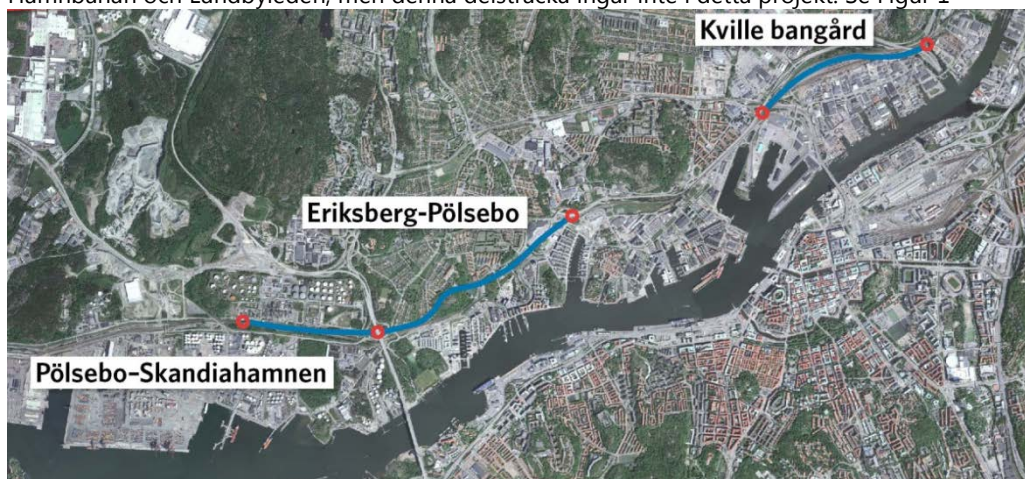 Hamnbanan och Lundbyleden, men denna delsträcka ingår inte i detta projekt. Se Figur 1
Kville bangård
Eriksberg-Pölsebo
Pölsebo–Skandiahamnen